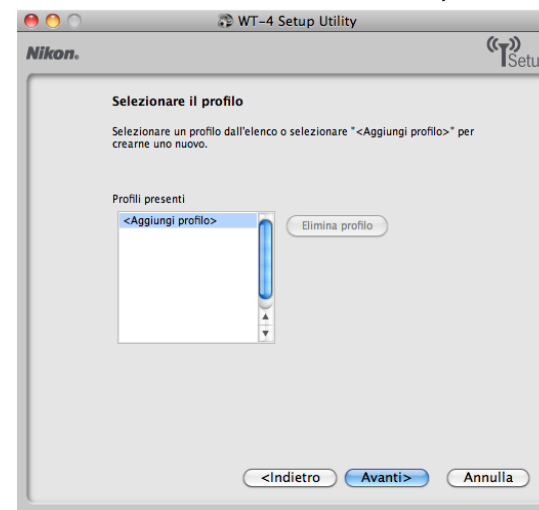 WT-4 Setup Utility
Nikon.
Setu
Selezionare il profilo
Selezionare un profilo dall'elenco o selezionare "<Aggiungi profilo>" per
crearne uno nuovo.
Profili presenti
<Aggiungi profilo>
Elimina profilo
<Indietro Avanti> Annulla